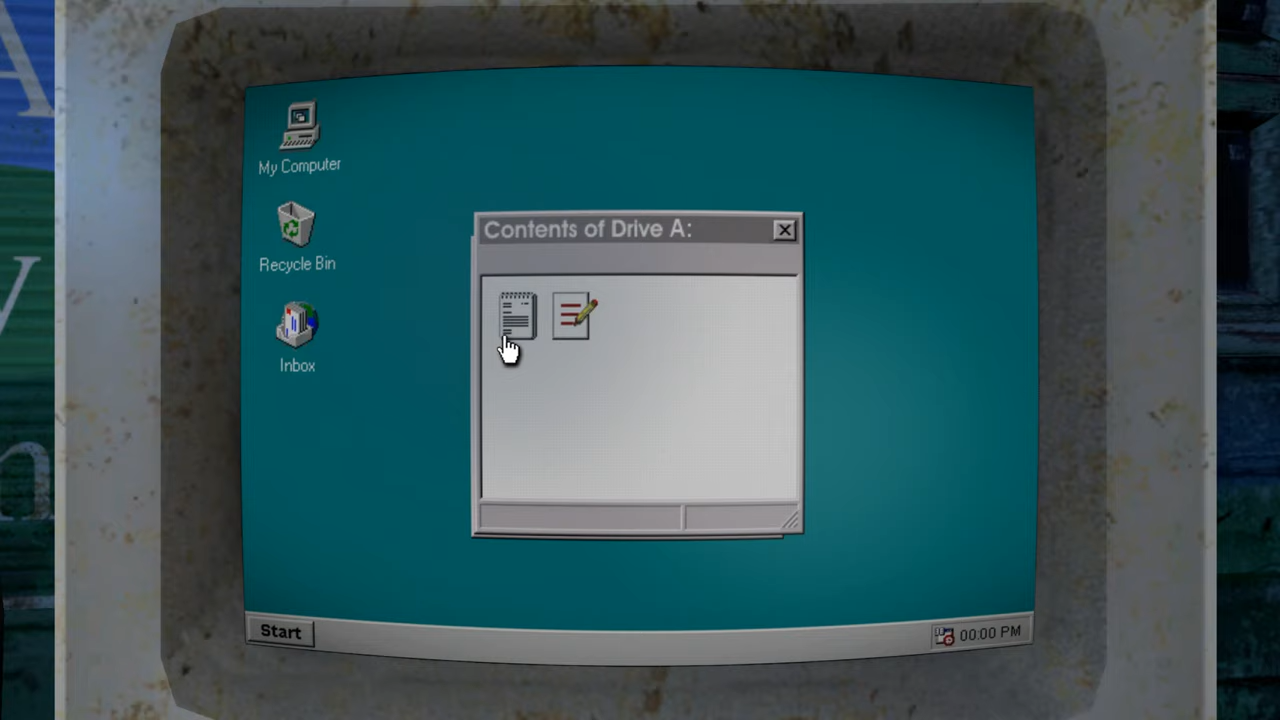 A
y
n
My Computer
Recycle Bin
Inbox
Contents of Drive A:
Start
00:00 PM